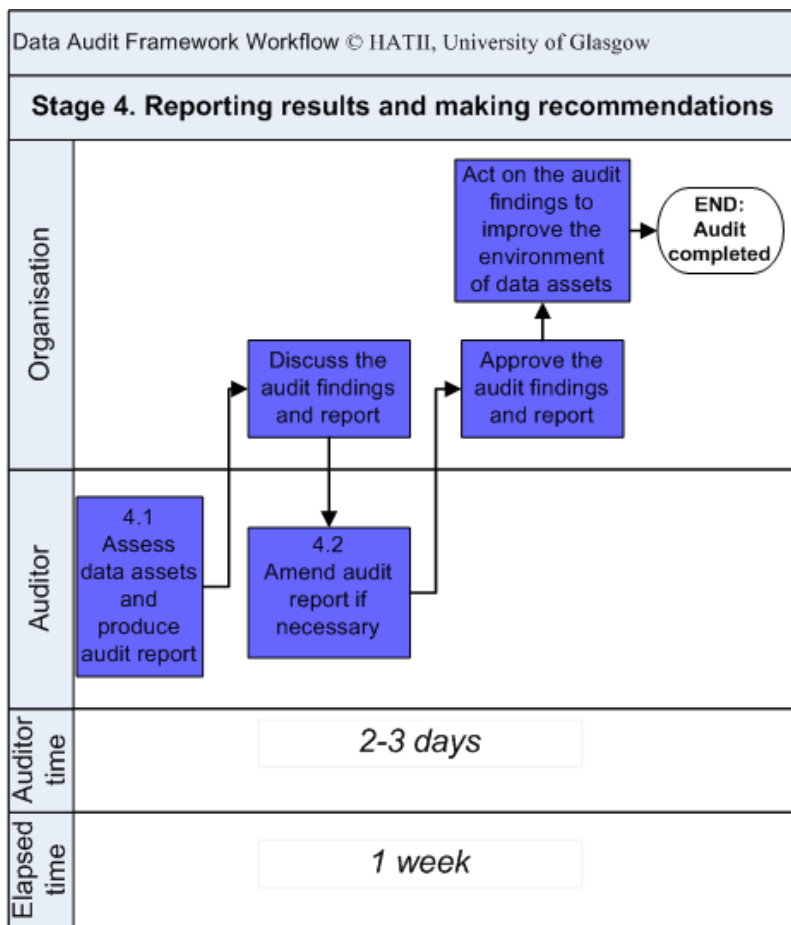 Data Audit Framework Workflow © HATII, University of Glasgow
Stage 4. Reporting results and making recommendations
Organisation
Act on the audit
findings to
improve the
environment
of data assets
END:
Audit
completed
Discuss the
audit findings
and report
Approve the
audit findings
and report
Auditor
4.1
Assess
data assets
and
produce
audit report
4.2
Amend audit
report if
necessary
Auditor
time
2-3 days
Elapsed
time
1 week